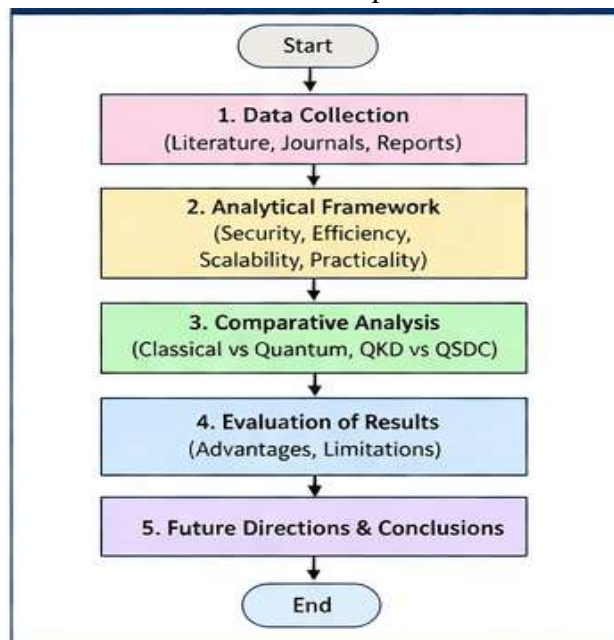 Start
1. Data Collection
(Literature, Journals, Reports)
2. Analytical Framework
(Security, Efficiency,
Scalability, Practicality)
3. Comparative Analysis
(Classical vs Quantum, QKD vs QSDC)
4. Evaluation of Results
(Advantages, Limitations)
5. Future Directions & Conclusions
End